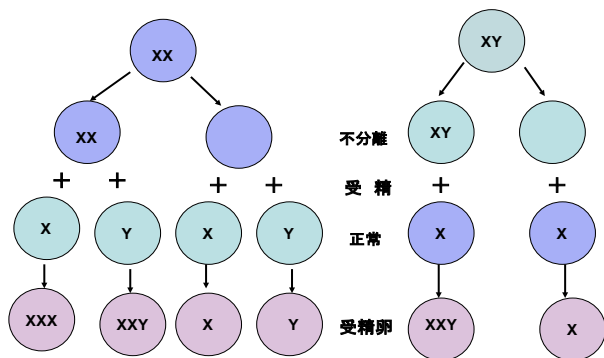 XX
XY
XX
不分離
XY
+ + + + 受 精 + +
X Y X Y 正常 X X
XXX XXY X Y 受精卵 XXY X